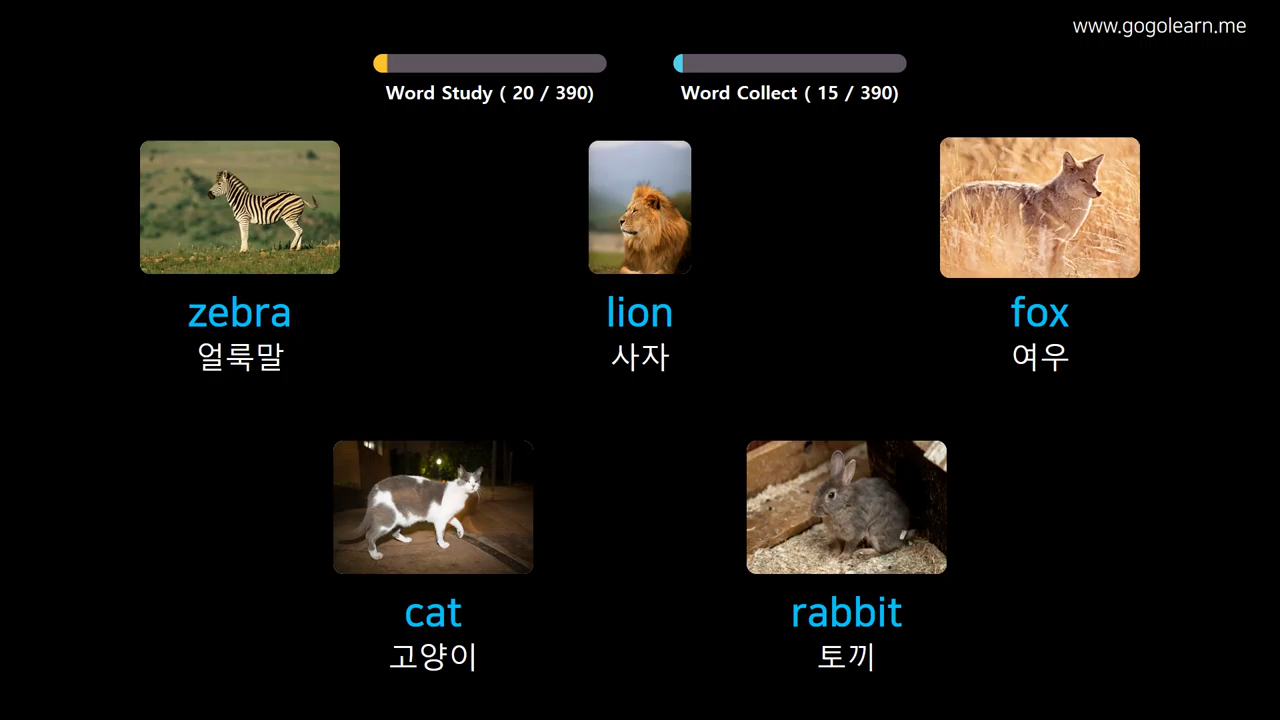 www.gogolearn.me
Word Study ( 20 / 390)
Word Collect ( 15 / 390)
zebra
얼룩말
lion
사자
fox
여우
cat
고양이
rabbit
토끼